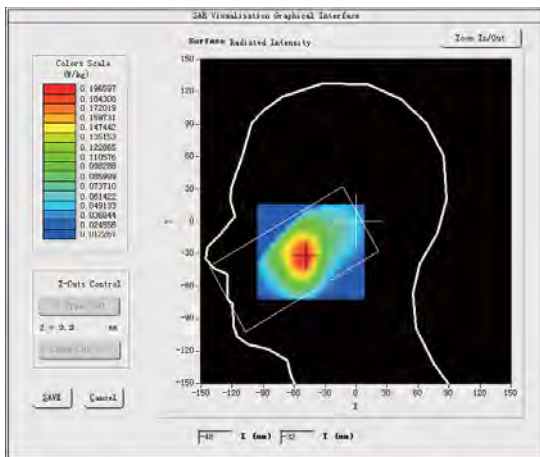 SAR Visualisation Graphical Interface
Surface Radiated Intensity
Zoom In/Out
Colors Scale
(W/kg)
0.196597
0.184308
0.172019
0.159731
0.147442
0.135153
0.122865
0.110576
0.098288
0.085999
0.073710
0.061422
0.049133
0.036844
0.024556
0.012267
Z-Cuts Control
SAVE
Cancel
150
120
90
60
30
0
-30
-60
-90
-120
-150
Y
-150 -120 -90 -60 -30 0 30 60 90 120 150
X
-48 X (mm) -32 Y (mm)